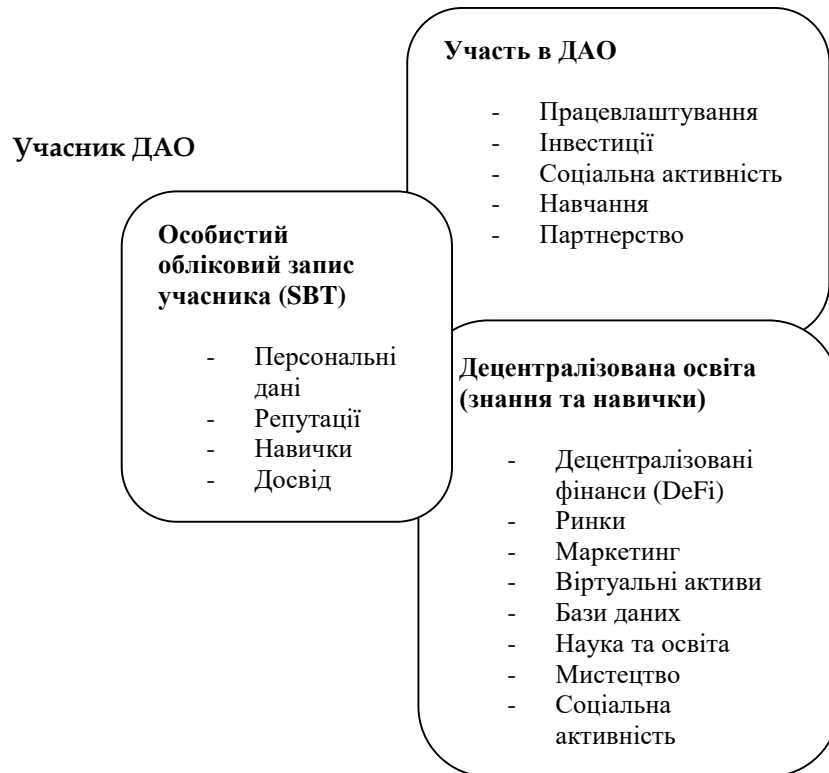 Участь в ДАО
- Працевлаштування
- Інвестиції
- Соціальна активність
- Навчання
- Партнерство
Учасник ДАО
Особистий
обліковий запис
учасника (SBT)
- Персональні
дані
- Репутації
- Навички
- Досвід
Децентралізована освіта
(знання та навички)
- Децентралізовані
фінанси (DeFi)
- Ринки
- Маркетинг
- Віртуальні активи
- Бази даних
- Наука та освіта
- Мистецтво
- Соціальна
активність